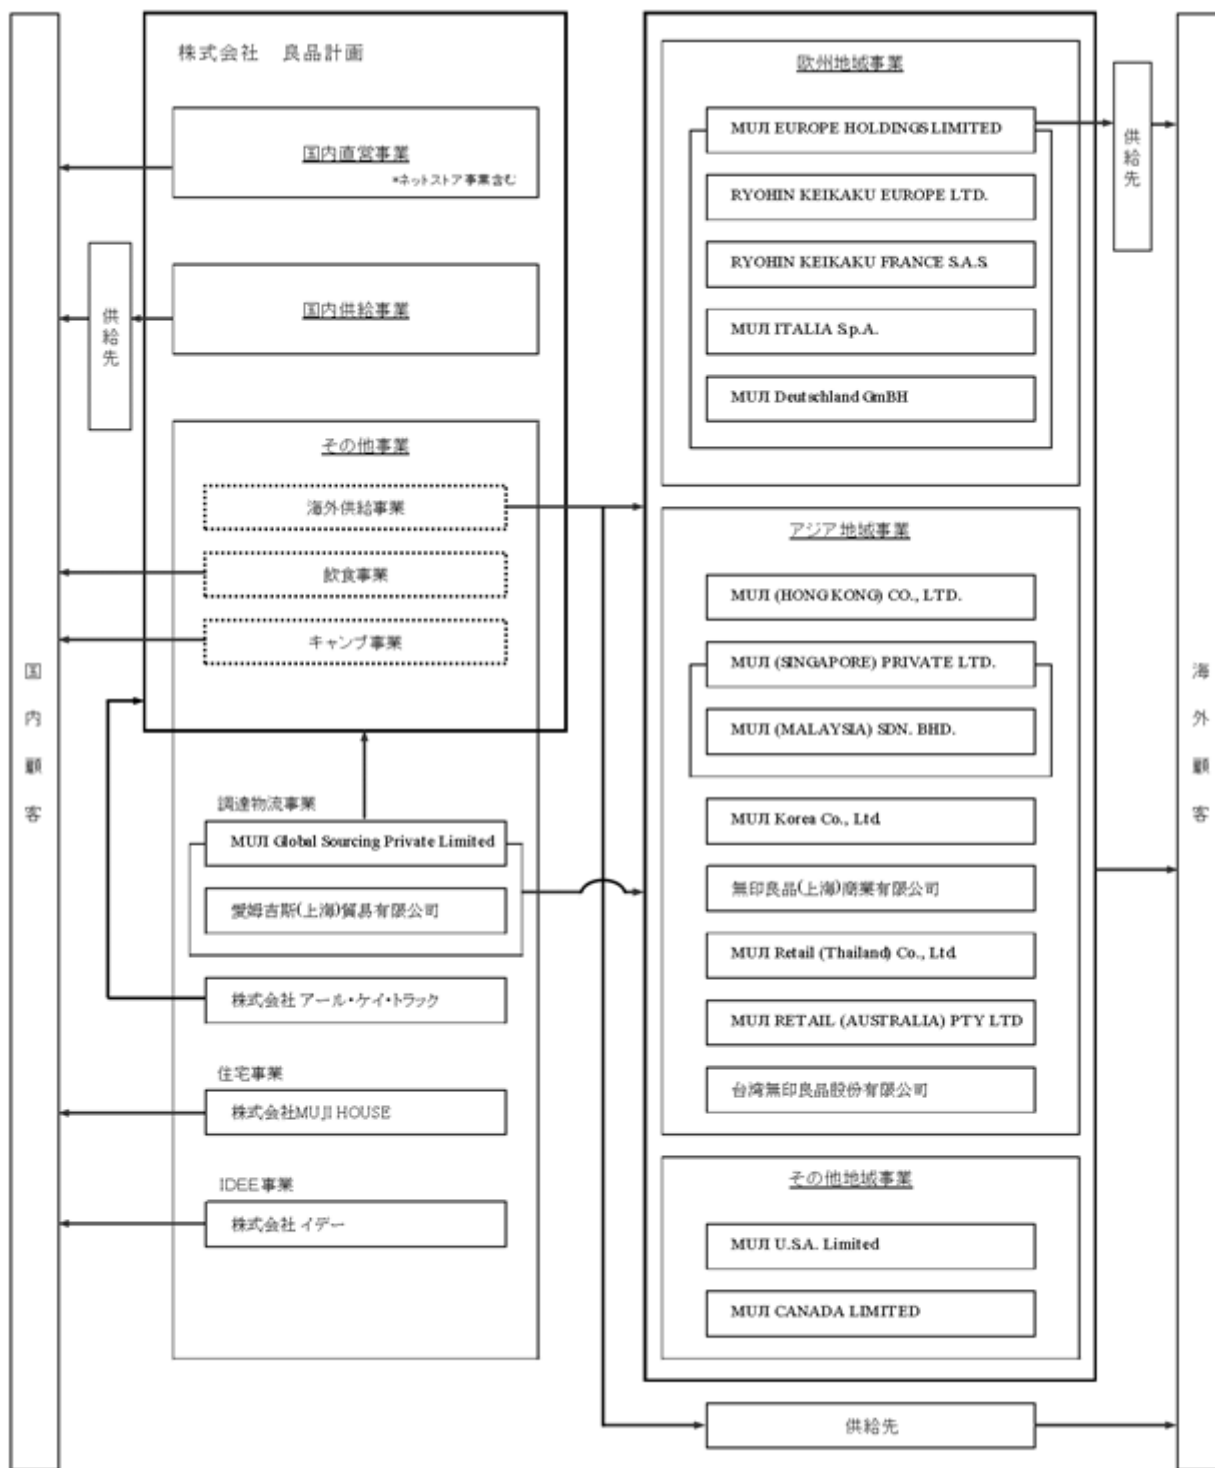 株式会社 良品計画
国内直営事業
*ネットストア事業含む
国内供給事業
供給先
その他事業
海外供給事業
飲食事業
キャンプ事業
国内顧客
調達物流事業
MUJI Global Sourcing Private Limited
愛姆吉斯(上海)貿易有限公司
株式会社 アール・ケイ・トラック
住宅事業
株式会社MUJI HOUSE
IDEE事業
株式会社 イデー
欧州地域事業
MUJI EUROPE HOLDINGS LIMITED
RYOHIN KEIKAKU EUROPE LTD.
RYOHIN KEIKAKU FRANCE S.A.S
MUJI ITALIA S.p.A.
MUJI Deutschland GmBH
供給先
アジア地域事業
MUJI (HONG KONG) CO., LTD.
MUJI (SINGAPORE) PRIVATE LTD.
MUJI (MALAYSIA) SDN. BHD.
MUJI Korea Co., Ltd
無印良品(上海)商業有限公司
MUJI Retail (Thailand) Co., Ltd
MUJI RETAIL (AUSTRALIA) PTY LTD
台湾無印良品股份有限公司
その他地域事業
MUJI U.S.A. Limited
MUJI CANADA LIMITED
供給先
海外顧客